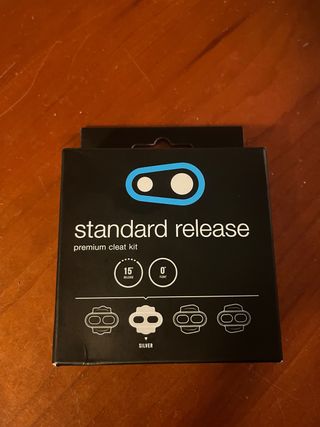 standard release
premium cleat kit
15° RELEASE 0° FLOAT
SILVER